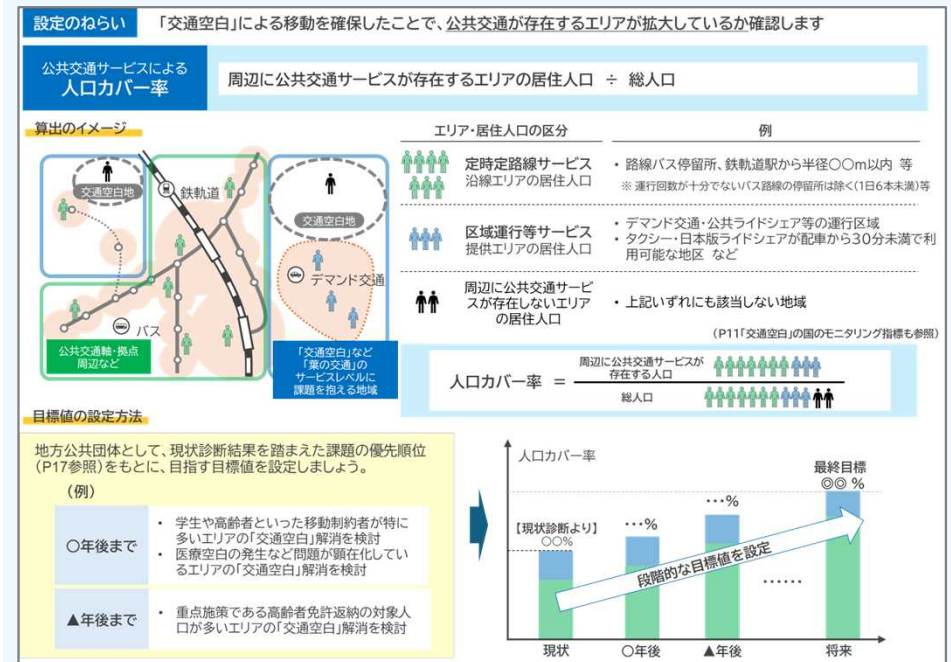 設定のねらい
「交通空白」による移動を確保したことで、公共交通が存在するエリアが拡大しているか確認します
公共交通サービスによる
人口カバー率
周辺に公共交通サービスが存在するエリアの居住人口 ÷ 総人口
算出のイメージ
交通空白地
鉄軌道
交通空白地
デマンド交通
バス
公共交通軸・拠点
周辺など
「交通空白」など
「葉の交通」の
サービスレベルに
課題を抱える地域
エリア・居住人口の区分
例
定時定路線サービス
沿線エリアの居住人口
・路線バス停留所、鉄軌道駅から半径〇〇m以内 等
※ 運行回数が十分でないバス路線の停留所は除く(1日6本未満)等
区域運行等サービス
提供エリアの居住人口
・デマンド交通・公共ライドシェア等の運行区域
・タクシー・日本版ライドシェアが配車から30分未満で利
用可能な地区 など
周辺に公共交通サービ
スが存在しないエリア
の居住人口
・上記いずれにも該当しない地域
(P11「交通空白」の国のモニタリング指標も参照)
人口カバー率 =
周辺に公共交通サービスが
存在する人口
総人口
目標値の設定方法
地方公共団体として、現状診断結果を踏まえた課題の優先順位
(P17参照)をもとに、目指す目標値を設定しましょう。
(例)
〇年後まで
・学生や高齢者といった移動制約者が特に
多いエリアの「交通空白」解消を検討
・医療空白の発生など問題が顕在化してい
るエリアの「交通空白」解消を検討
▲年後まで
・重点施策である高齢者免許返納の対象人
口が多いエリアの「交通空白」解消を検討
人口カバー率
【現状診断より】
〇〇%
…%
…%
最終目標
◎◎ %
段階的な目標値を設定
……
現状
〇年後
▲年後
将来